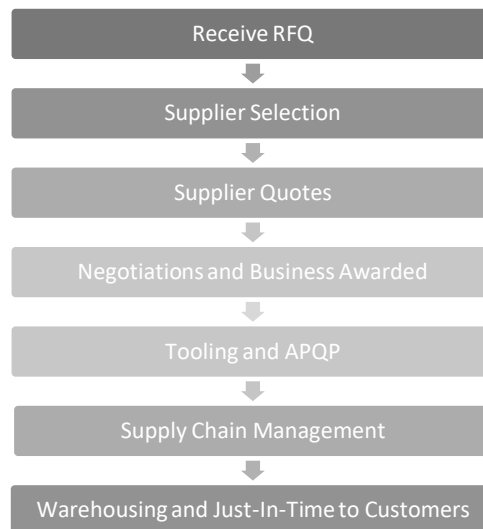 Receive RFQ
Supplier Selection
Supplier Quotes
Negotiations and Business Awarded
Tooling and APQP
Supply Chain Management
Warehousing and Just-In-Time to Customers